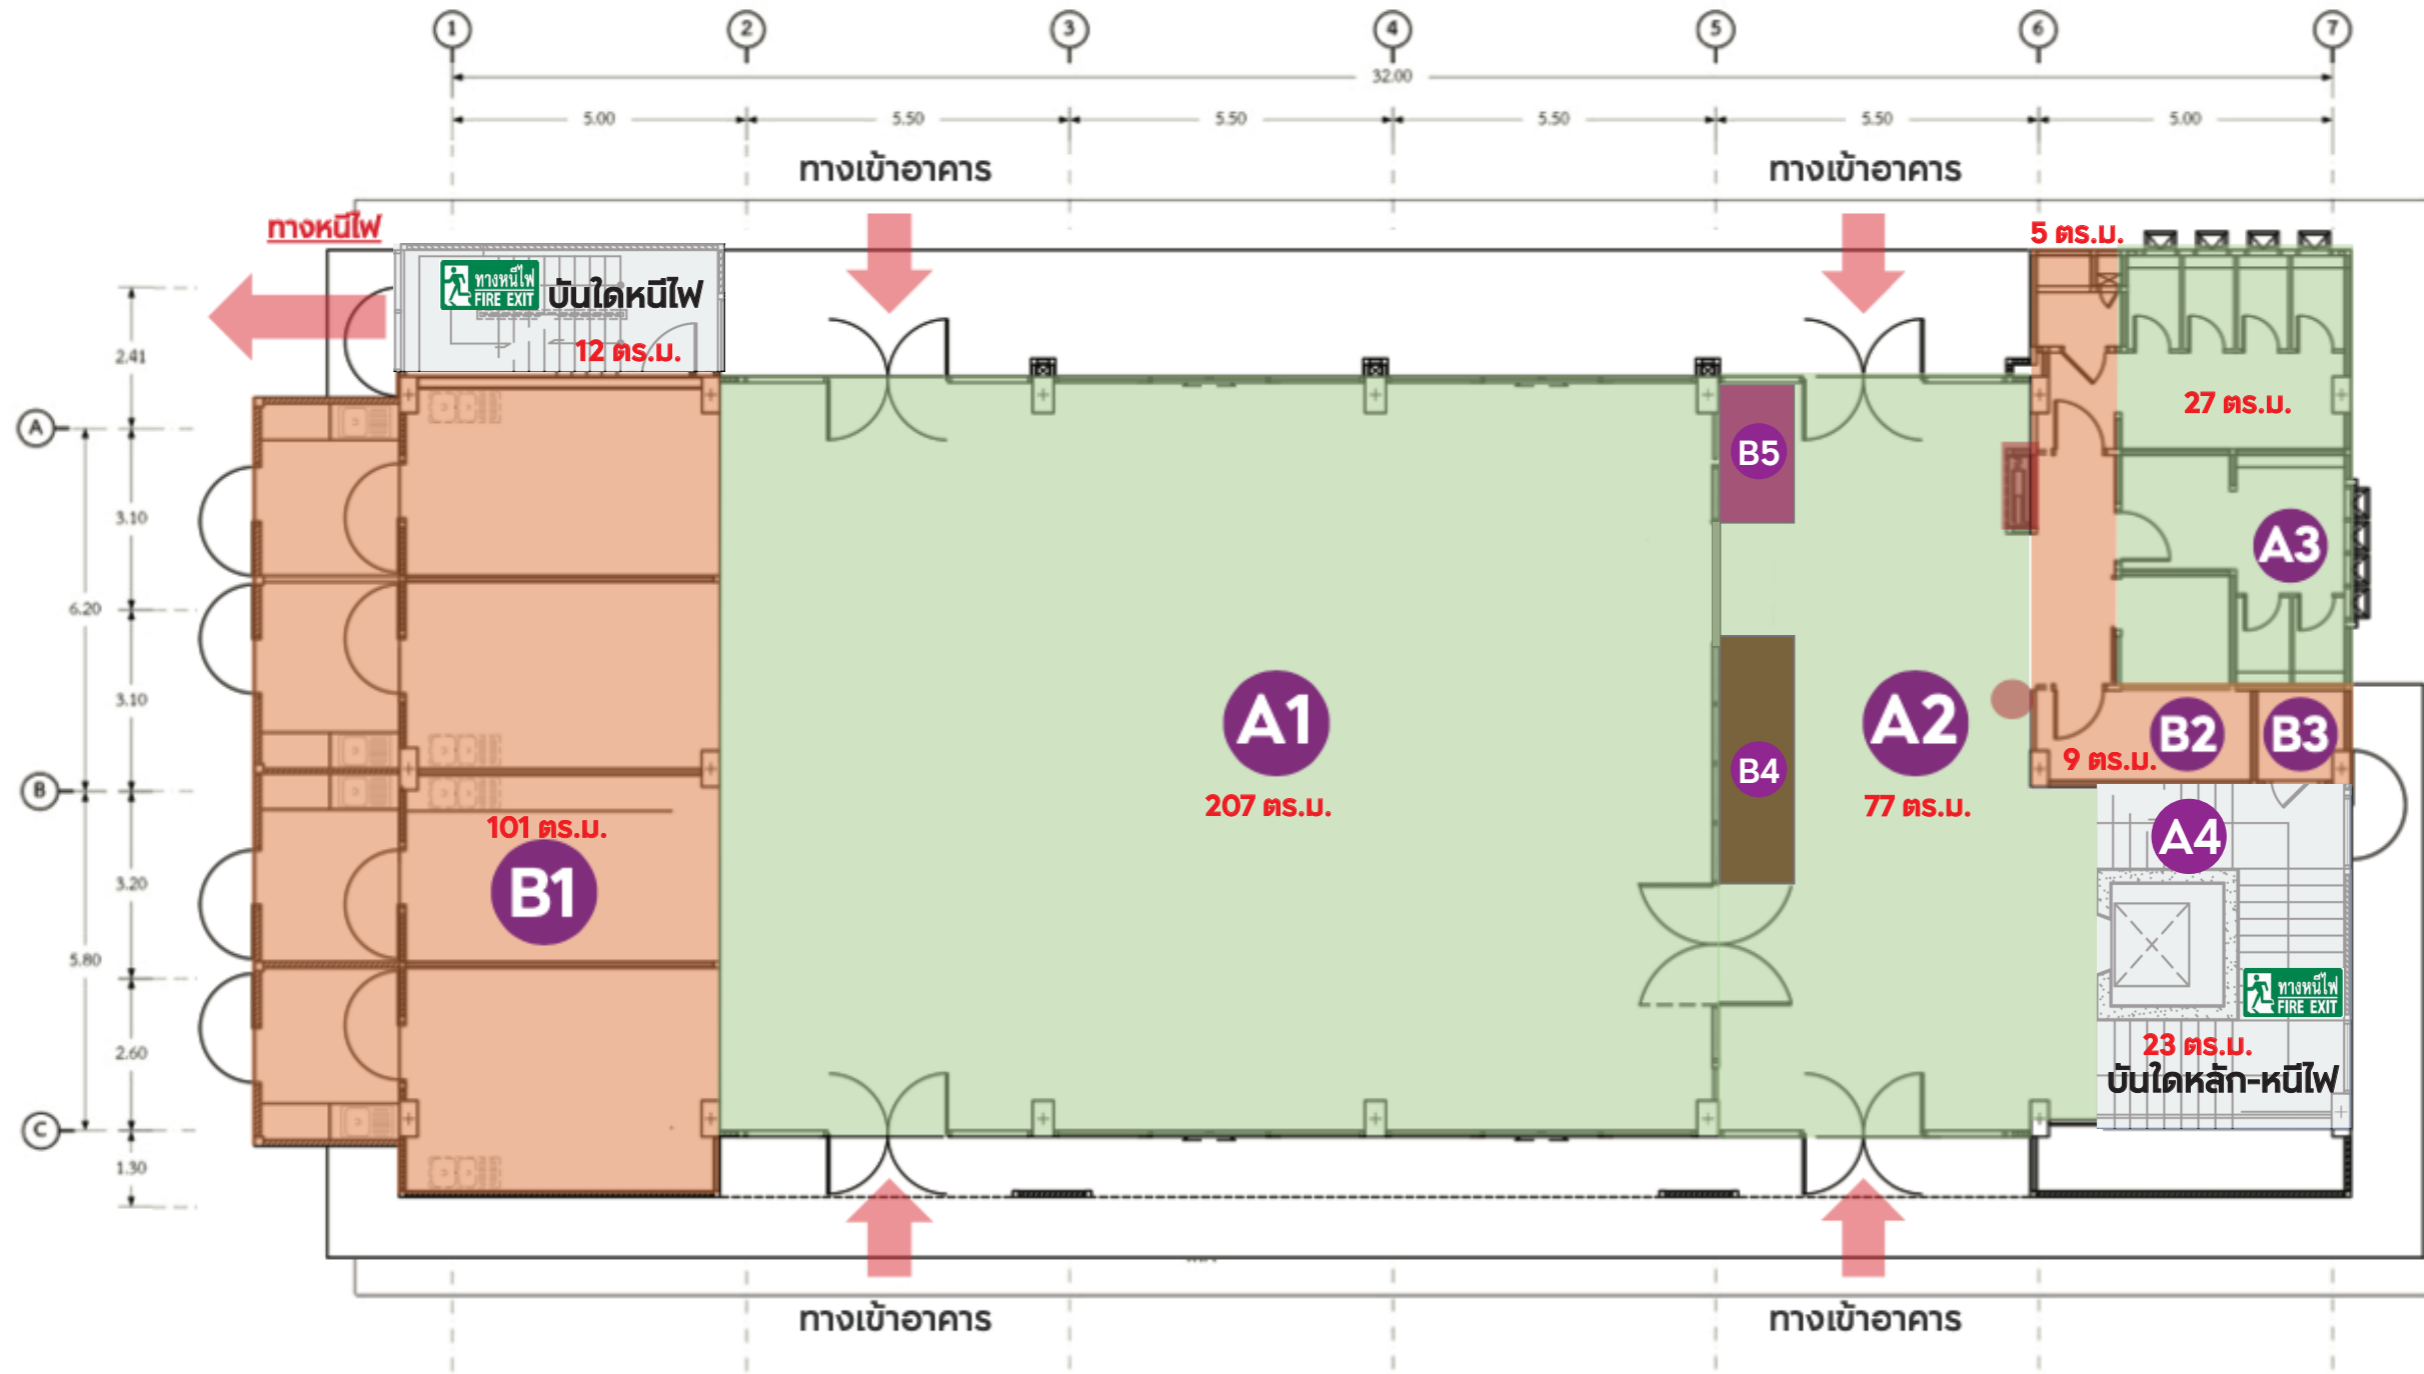 1 2 3 4 5 6 7
32.00
5.00 5.50 5.50 5.50 5.50 5.00
ทางเข้าอาคาร ทางเข้าอาคาร
ทางหนีไฟ
5 ตร.ม.
ทางหนีไฟ
FIRE EXIT
บันใดหนีไฟ
12 ตร.ม.
2.41
27 ตร.ม.
A
B5
3.10
A3
6.20
3.10
A1
A2
B2
B3
9 ตร.ม.
B4
B
207 ตร.ม.
77 ตร.ม.
101 ตร.ม.
A4
B1
3.20
5.80
ทางหนีไฟ
FIRE EXIT
2.60
23 ตร.ม.
บันใดหลัก-หนีไฟ
C
1.30
ทางเข้าอาคาร ทางเข้าอาคาร